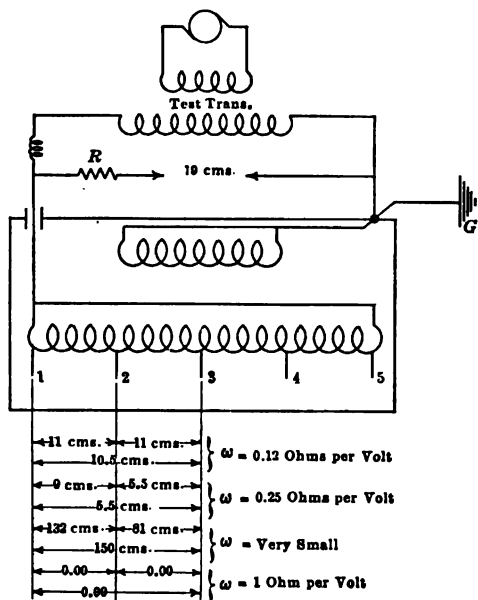 Test Trans.
R
19 cms.
G
1 2 3 4 5
11 cms. 11 cms.
10.5 cms.
ω = 0.12 Ohms per Volt
9 cms. 5.5 cms.
5.5 cms.
ω = 0.25 Ohms per Volt
132 cms. 81 cms.
150 cms.
ω = Very Small
0.00 0.00
0.00
ω = 1 Ohm per Volt